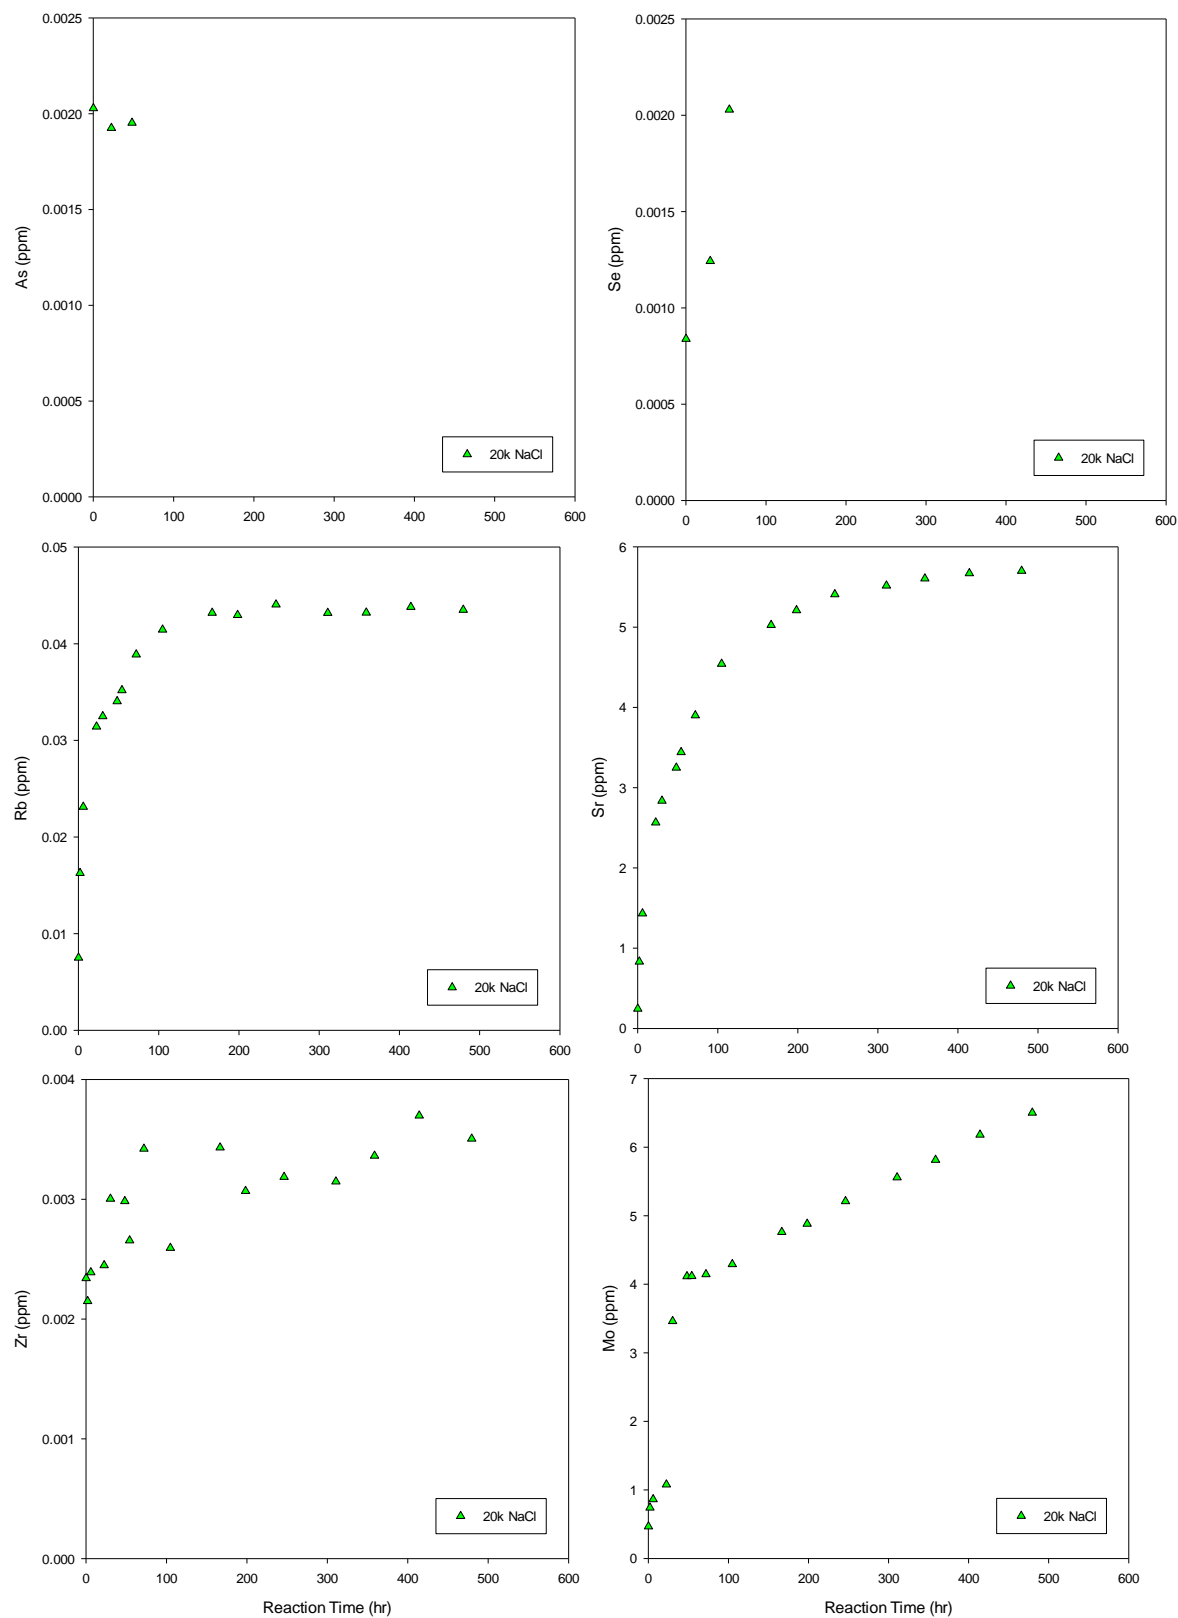 0.0025
0.0020
0.0015
0.0010
0.0005
0.0000
As (ppm)
20k NaCl
0 100 200 300 400 500 600
0.0025
0.0020
0.0015
0.0010
0.0005
0.0000
Se (ppm)
20k NaCl
0 100 200 300 400 500 600
0.05
0.04
0.03
0.02
0.01
0.00
Rb (ppm)
20k NaCl
0 100 200 300 400 500 600
6
5
4
3
2
1
0
Sr (ppm)
20k NaCl
0 100 200 300 400 500 600
0.004
0.003
0.002
0.001
0.000
Zr (ppm)
20k NaCl
0 100 200 300 400 500 600
Reaction Time (hr)
7
6
5
4
3
2
1
0
Mo (ppm)
20k NaCl
0 100 200 300 400 500 600
Reaction Time (hr)